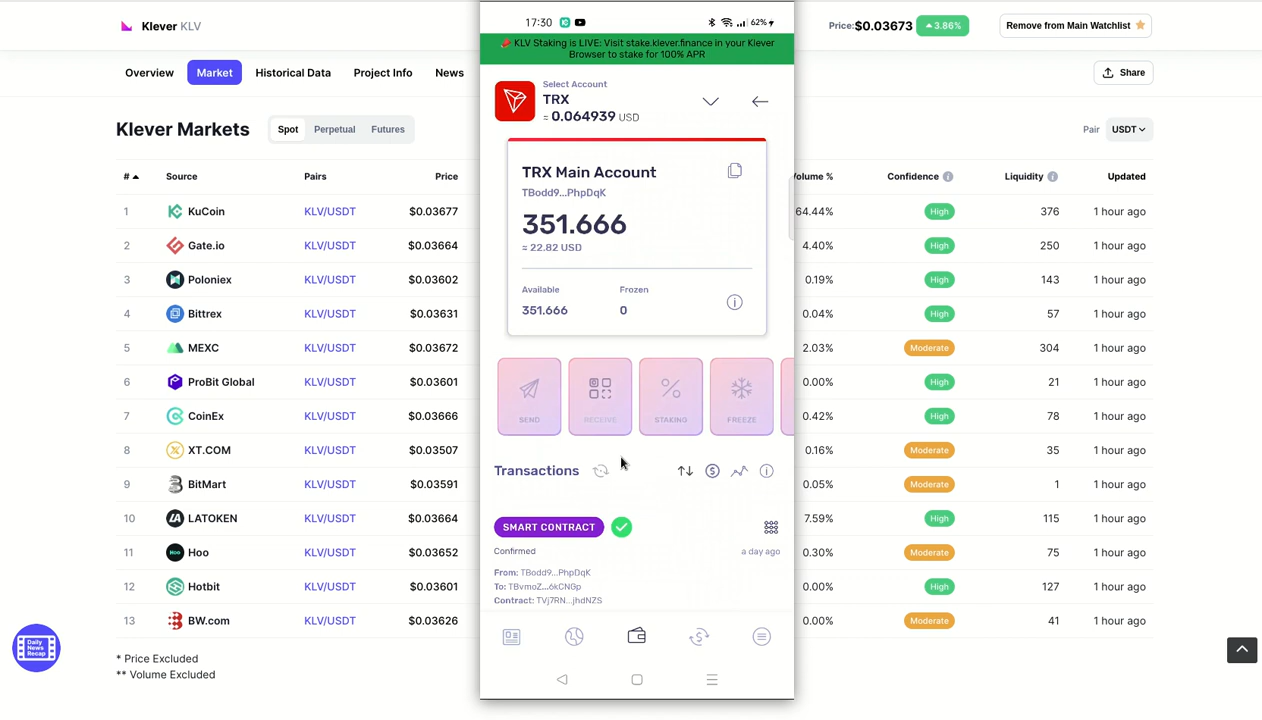 Klever KLV
Price:$0.03673 3.86%
Remove from Main Watchlist
Overview Market Historical Data Project Info News
Share
Klever Markets Spot Perpetual Futures
Pair USDT
# Source Pairs Price
Volume % Confidence Liquidity Updated
1 KuCoin KLV/USDT $0.03677 64.44% High 376 1 hour ago
2 Gate.io KLV/USDT $0.03664 4.40% High 250 1 hour ago
3 Poloniex KLV/USDT $0.03602 0.19% High 143 1 hour ago
4 Bittrex KLV/USDT $0.03631 0.04% High 57 1 hour ago
5 MEXC KLV/USDT $0.03672 2.03% Moderate 304 1 hour ago
6 ProBit Global KLV/USDT $0.03601 0.00% High 21 1 hour ago
7 CoinEx KLV/USDT $0.03666 0.42% High 78 1 hour ago
8 XT.COM KLV/USDT $0.03507 0.16% Moderate 35 1 hour ago
9 BitMart KLV/USDT $0.03591 0.05% Moderate 1 1 hour ago
10 LATOKEN KLV/USDT $0.03664 7.59% High 115 1 hour ago
11 Hoo KLV/USDT $0.03652 0.30% Moderate 75 1 hour ago
12 Hotbit KLV/USDT $0.03601 0.00% High 127 1 hour ago
13 BW.com KLV/USDT $0.03626 0.00% Moderate 41 1 hour ago
* Price Excluded
** Volume Excluded
Daily
News
Recap
17:30 62%
KLV Staking is LIVE: Visit stake.klever.finance in your Klever
Browser to stake for 100% APR
Select Account
TRX
≈ 0.064939 USD
TRX Main Account
TBodd9...PhpDqK
351.666
≈ 22.82 USD
Available Frozen
351.666 0
SEND RECEIVE STAKING FREEZE
Transactions
SMART CONTRACT
Confirmed a day ago
From: TBodd9...PhpDqK
To: TBvmoZ...6kCNGp
Contract: TVj7RN...jhdNZS